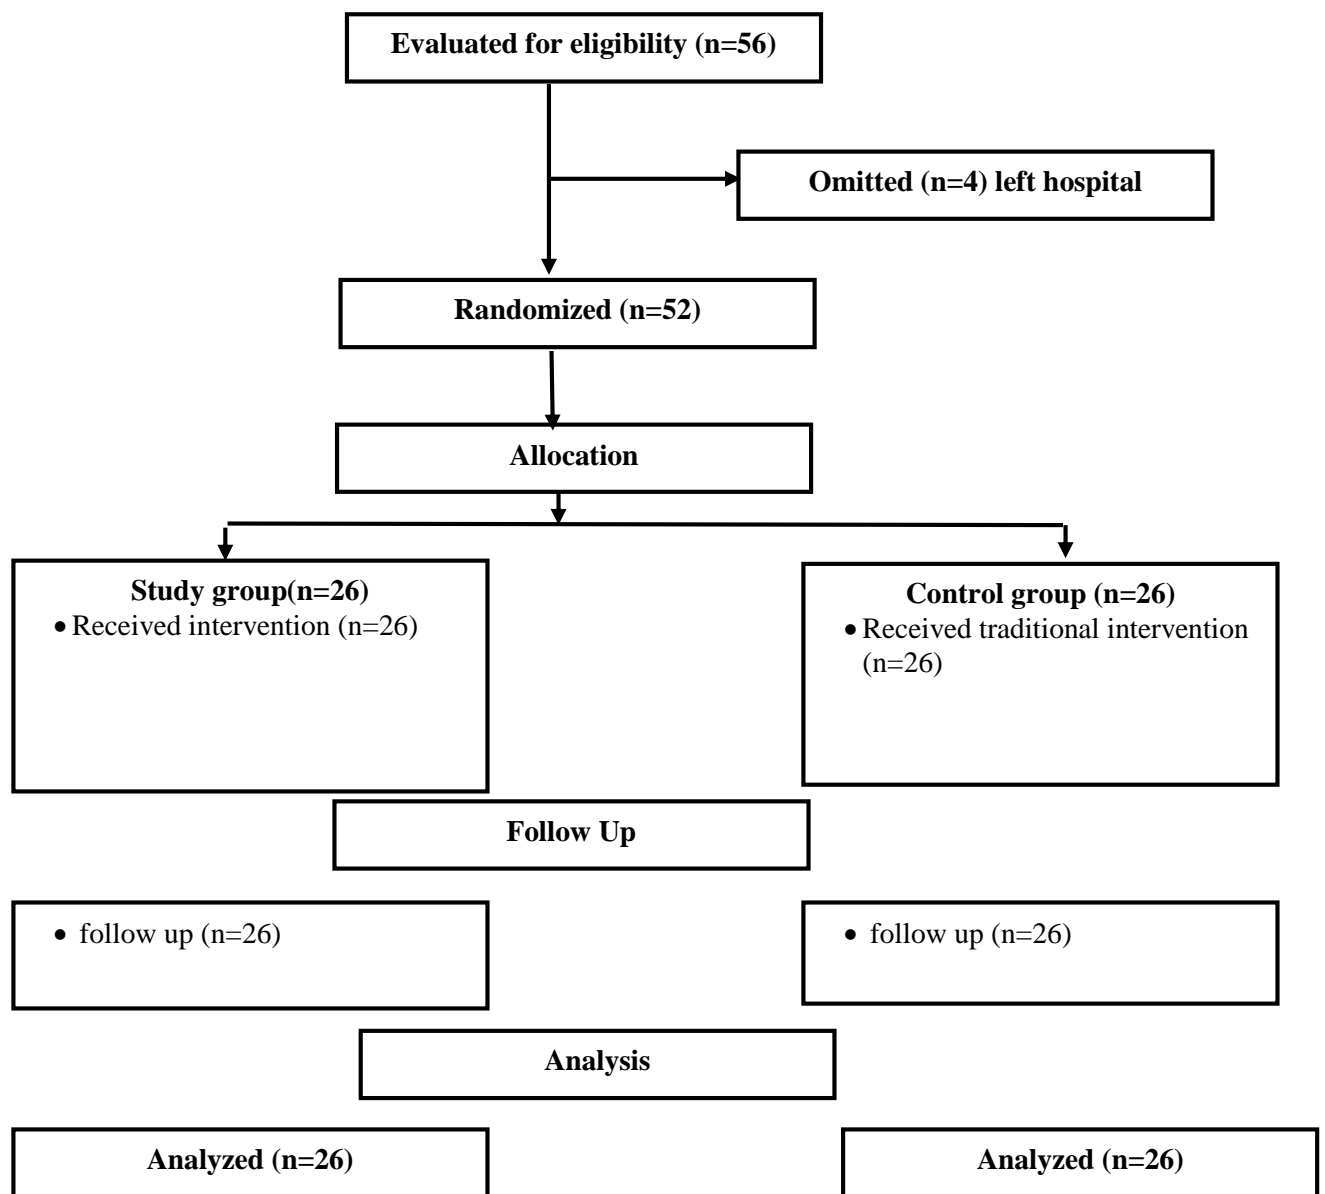 Evaluated for eligibility (n=56)
Omitted (n=4) left hospital
Randomized (n=52)
Allocation
Study group(n=26)
• Received intervention (n=26)
Control group (n=26)
• Received traditional intervention
(n=26)
Follow Up
• follow up (n=26)
• follow up (n=26)
Analysis
Analyzed (n=26)
Analyzed (n=26)